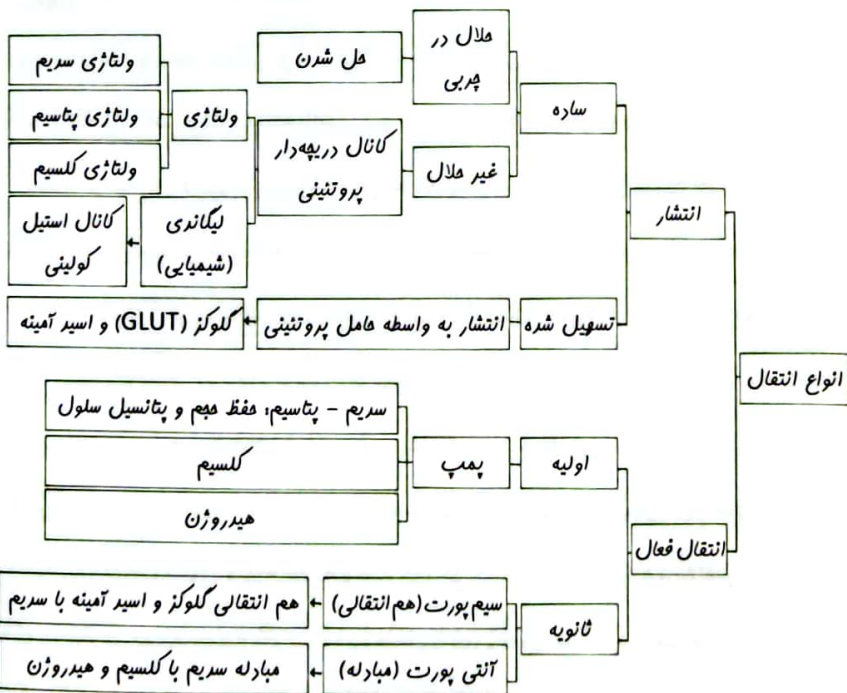 انواع انتقال
انتشار
ساده
حلال در
چربی
حل شدن
غیر حلال
کانال دریچه‌دار
پروتئینی
ولتاژی
ولتاژی سدیم
ولتاژی پتاسیم
ولتاژی کلسیم
لیگاندی
(شیمیایی)
کانال استیل
کولینی
تسهیل شده
انتشار به واسطه حامل پروتئینی
گلوکز (GLUT) و اسید آمینه
انتقال فعال
اولیه
پمپ
سدیم - پتاسیم: حفظ حجم و پتانسیل سلول
کلسیم
هیدروژن
ثانویه
سیم‌پورت (هم‌انتقالی)
هم انتقالی گلوکز و اسید آمینه با سدیم
آنتی پورت (مبادله)
مبادله سدیم با کلسیم و هیدروژن